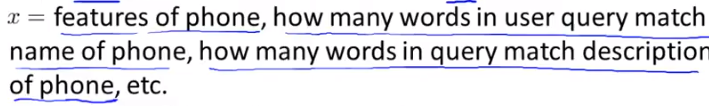 x = features of phone, how many words in user query match
name of phone, how many words in query match description
of phone, etc.